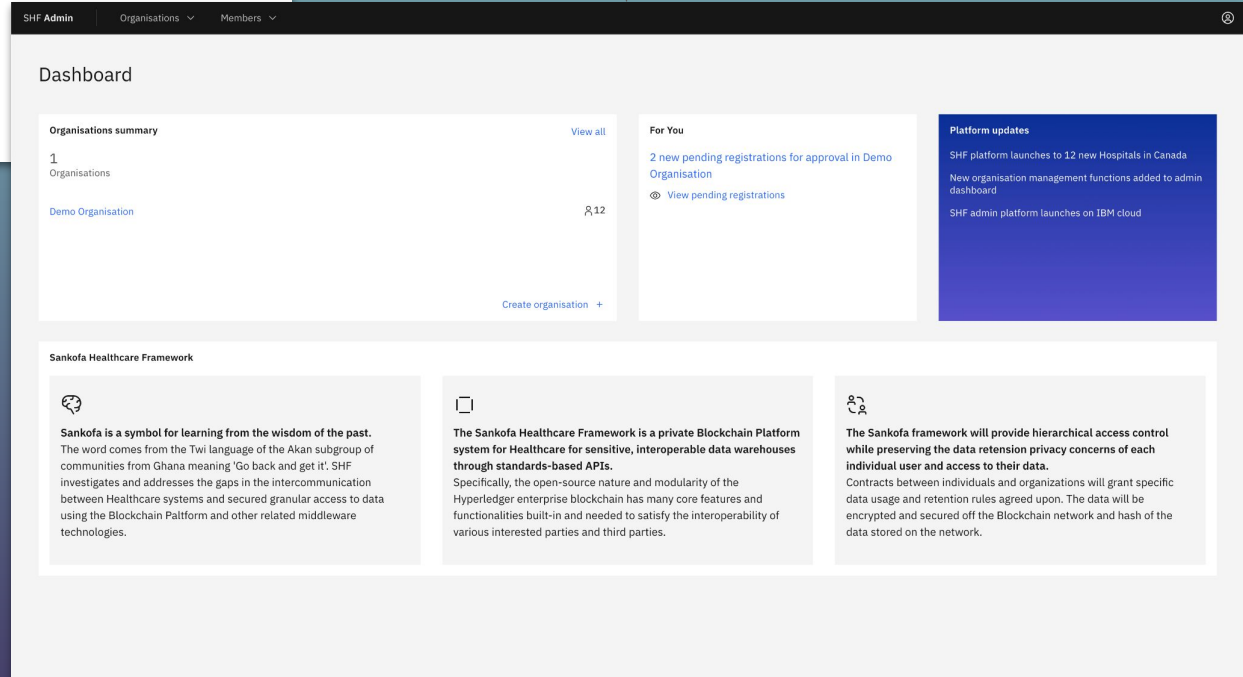 SHF Admin
Organisations
Members
Dashboard
Organisations summary
View all
1
Organisations
Demo Organisation
12
Create organisation +
For You
2 new pending registrations for approval in Demo
Organisation
View pending registrations
Platform updates
SHF platform launches to 12 new Hospitals in Canada
New organisation management functions added to admin
dashboard
SHF admin platform launches on IBM cloud
Sankofa Healthcare Framework
Sankofa is a symbol for learning from the wisdom of the past.
The word comes from the Twi language of the Akan subgroup of
communities from Ghana meaning 'Go back and get it'. SHF
investigates and addresses the gaps in the intercommunication
between Healthcare systems and secured granular access to data
using the Blockchain Paltform and other related middleware
technologies.
The Sankofa Healthcare Framework is a private Blockchain Platform
system for Healthcare for sensitive, interoperable data warehouses
through standards-based APIs.
Specifically, the open-source nature and modularity of the
Hyperledger enterprise blockchain has many core features and
functionalities built-in and needed to satisfy the interoperability of
various interested parties and third parties.
The Sankofa framework will provide hierarchical access control
while preserving the data retension privacy concerns of each
individual user and access to their data.
Contracts between individuals and organizations will grant specific
data usage and retention rules agreed upon. The data will be
encrypted and secured off the Blockchain network and hash of the
data stored on the network.